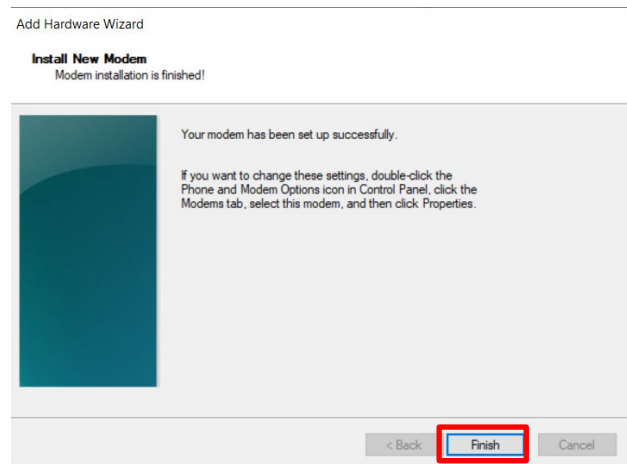 Add Hardware Wizard
Install New Modem
Modem installation is finished!
Your modem has been set up successfully.
If you want to change these settings, double-click the
Phone and Modem Options icon in Control Panel, click the
Modems tab, select this modem, and then click Properties.
< Back Finish Cancel